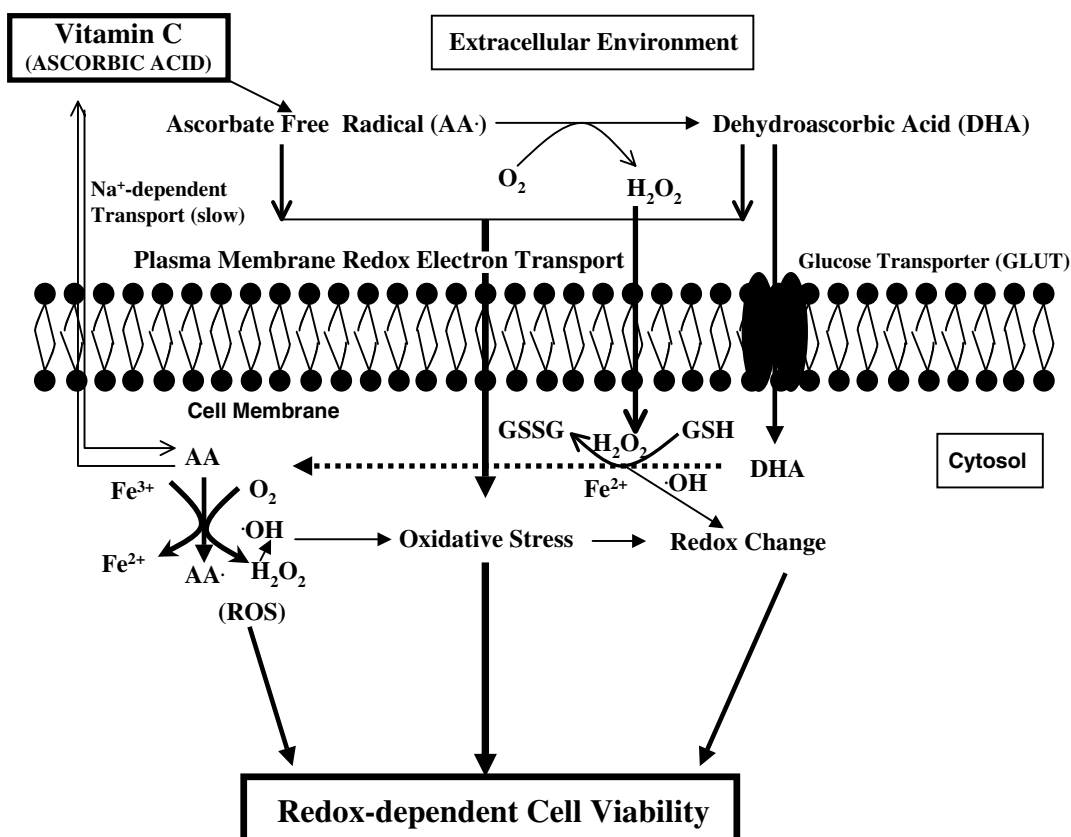 Vitamin C
(ASCORBIC ACID)
Extracellular Environment
Ascorbate Free Radical (AA·)
Dehydroascorbic Acid (DHA)
O₂
H₂O₂
Na⁺-dependent
Transport (slow)
Plasma Membrane Redox Electron Transport
Glucose Transporter (GLUT)
Cell Membrane
GSSG
H₂O₂
GSH
AA
DHA
Cytosol
Fe³⁺
O₂
Fe²⁺
·OH
·OH
Oxidative Stress
Redox Change
Fe²⁺
AA·
H₂O₂
(ROS)
Redox-dependent Cell Viability